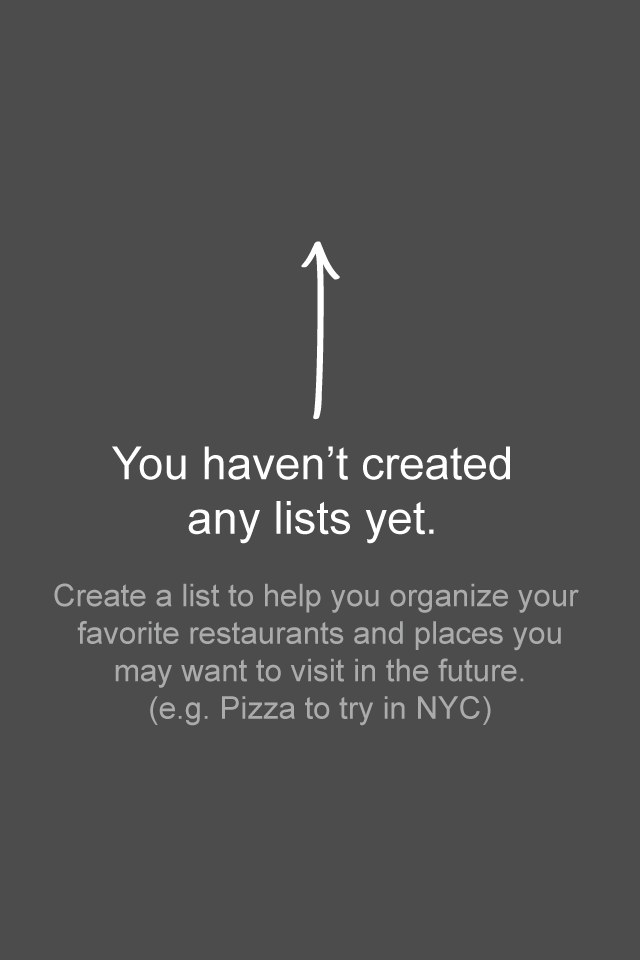 You haven’t created
any lists yet.
Create a list to help you organize your
favorite restaurants and places you
may want to visit in the future.
(e.g. Pizza to try in NYC)